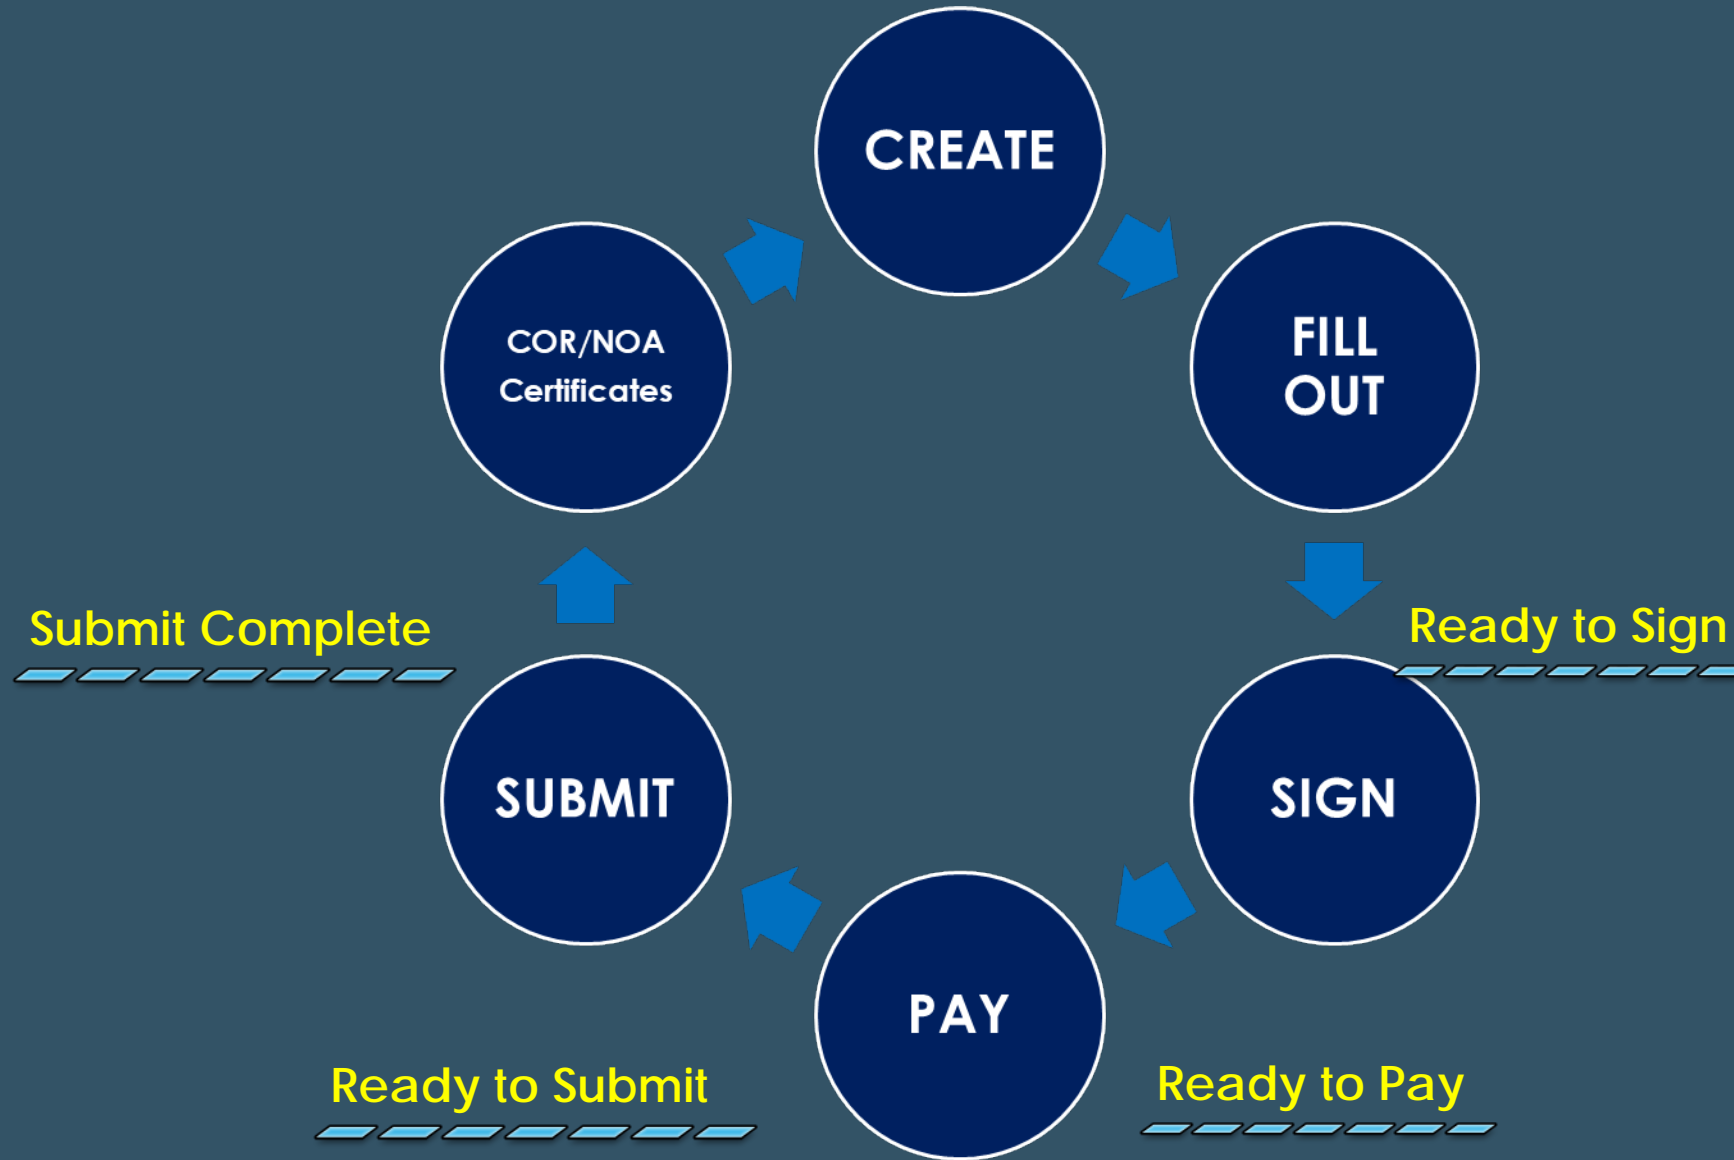 CREATE
FILL
OUT
Ready to Sign
SIGN
PAY
Ready to Pay
Ready to Submit
SUBMIT
Submit Complete
COR/NOA
Certificates